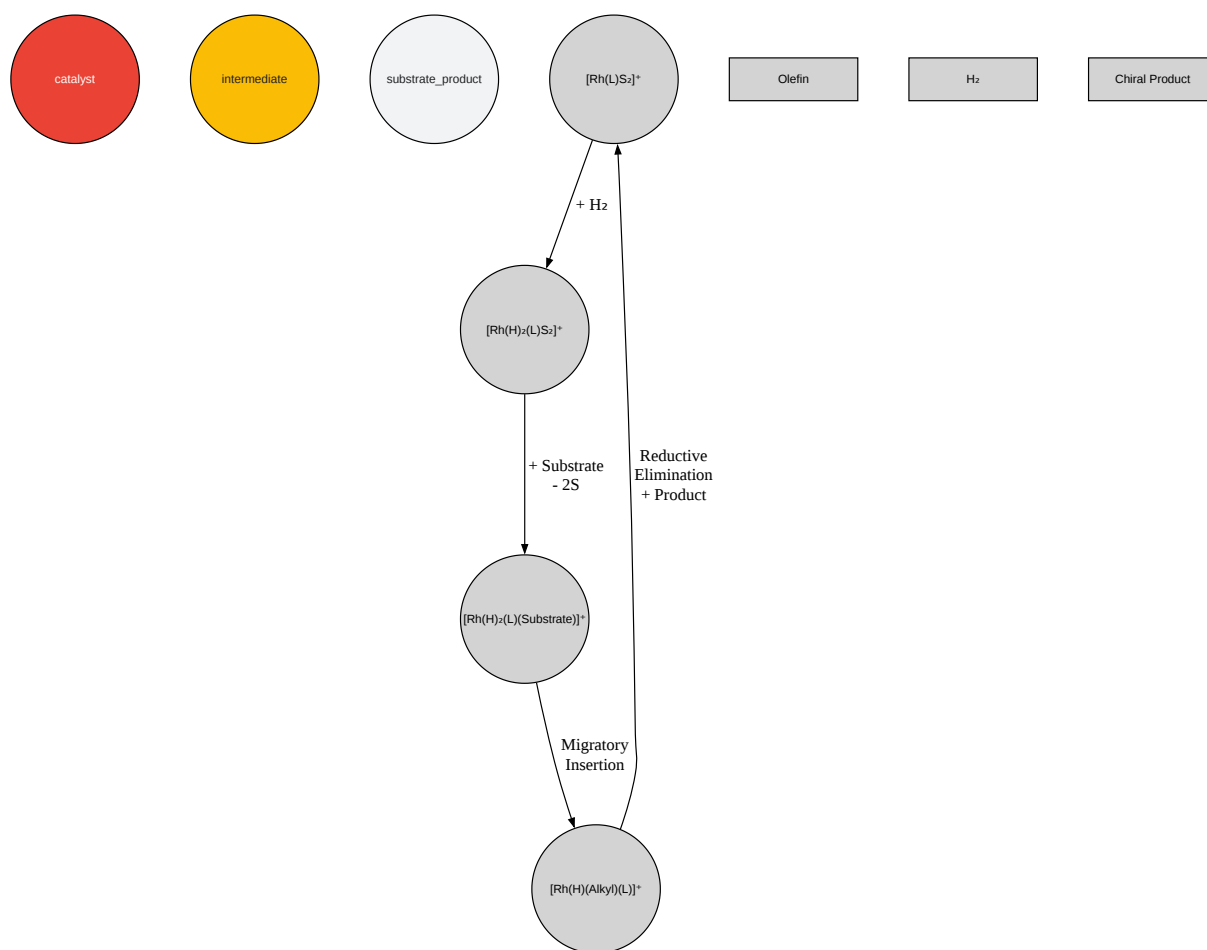 catalyst
intermediate
substrate_product
[Rh(L)S₂]⁺
Olefin
H₂
Chiral Product
+ H₂
[Rh(H)₂(L)S₂]⁺
+ Substrate
- 2S
Reductive
Elimination
+ Product
[Rh(H)₂(L)(Substrate)]⁺
Migratory
Insertion
[Rh(H)(Alkyl)(L)]⁺